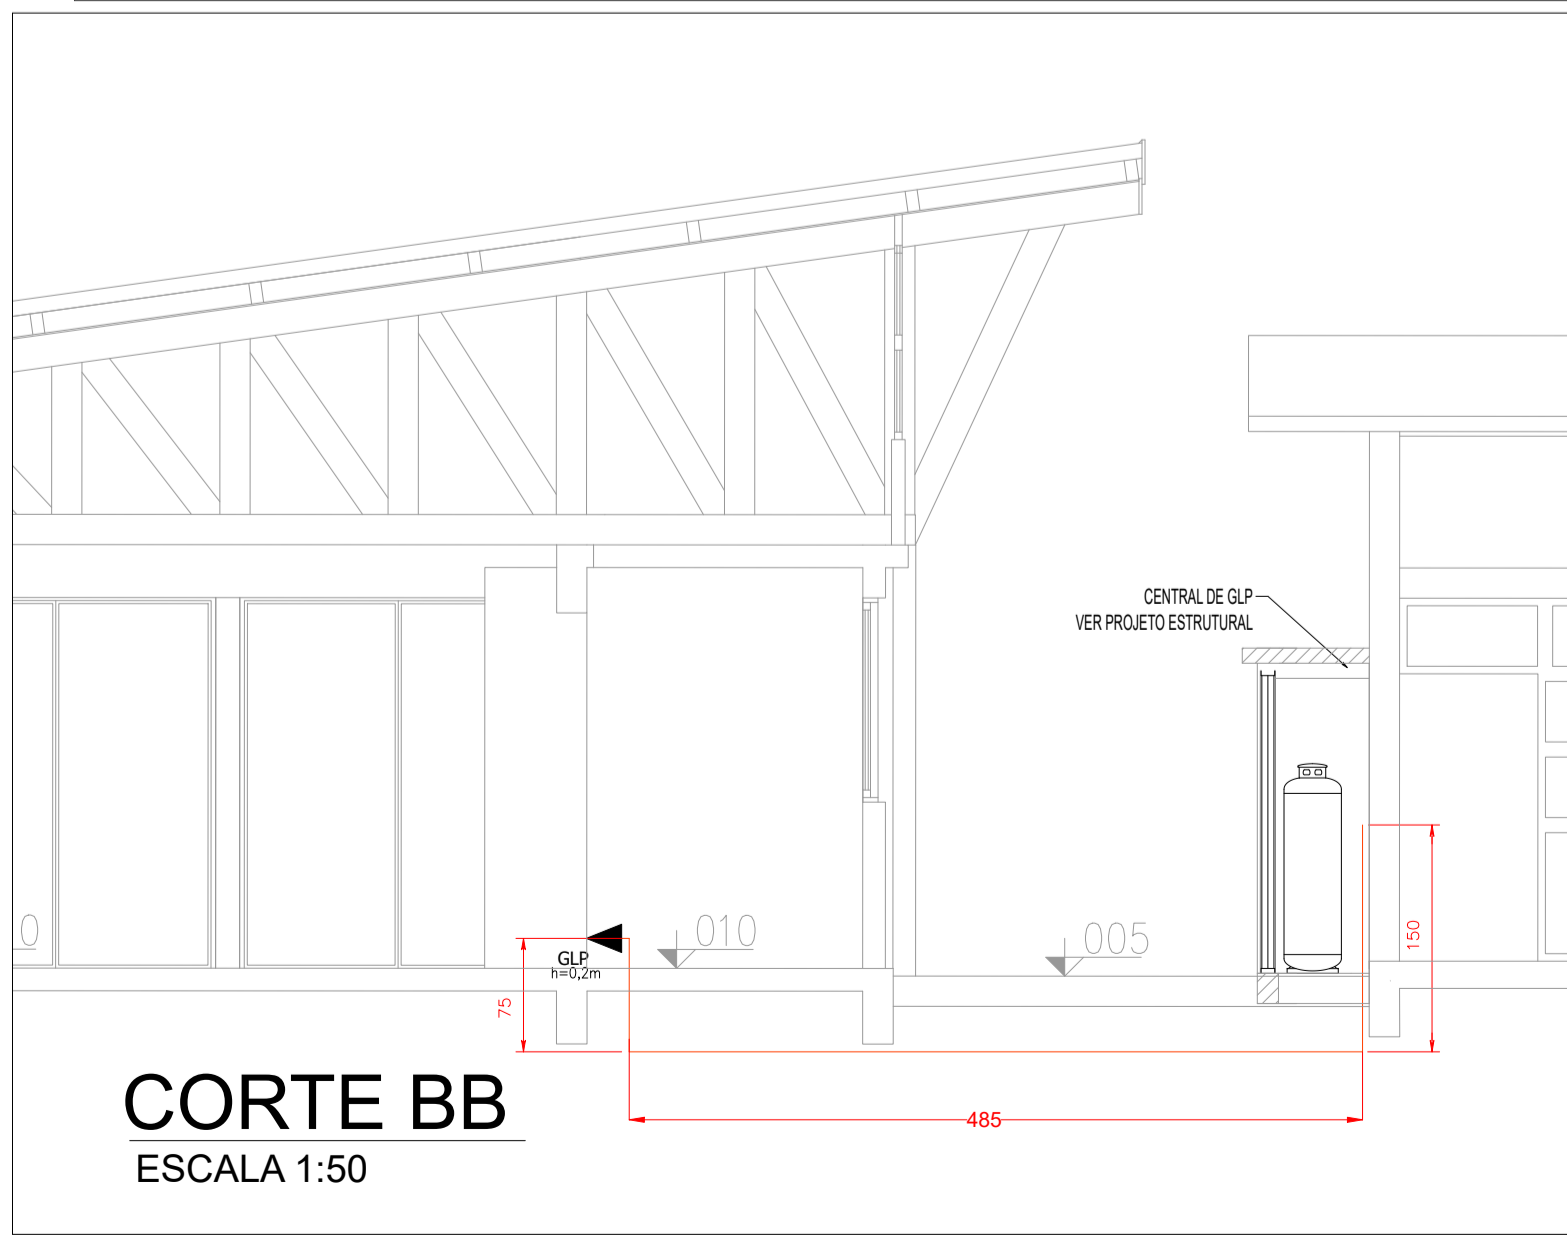 CENTRAL DE GLP
VER PROJETO ESTRUTURAL
0
010
005
GLP
h=0,2m
75
150
485
CORTE BB
ESCALA 1:50